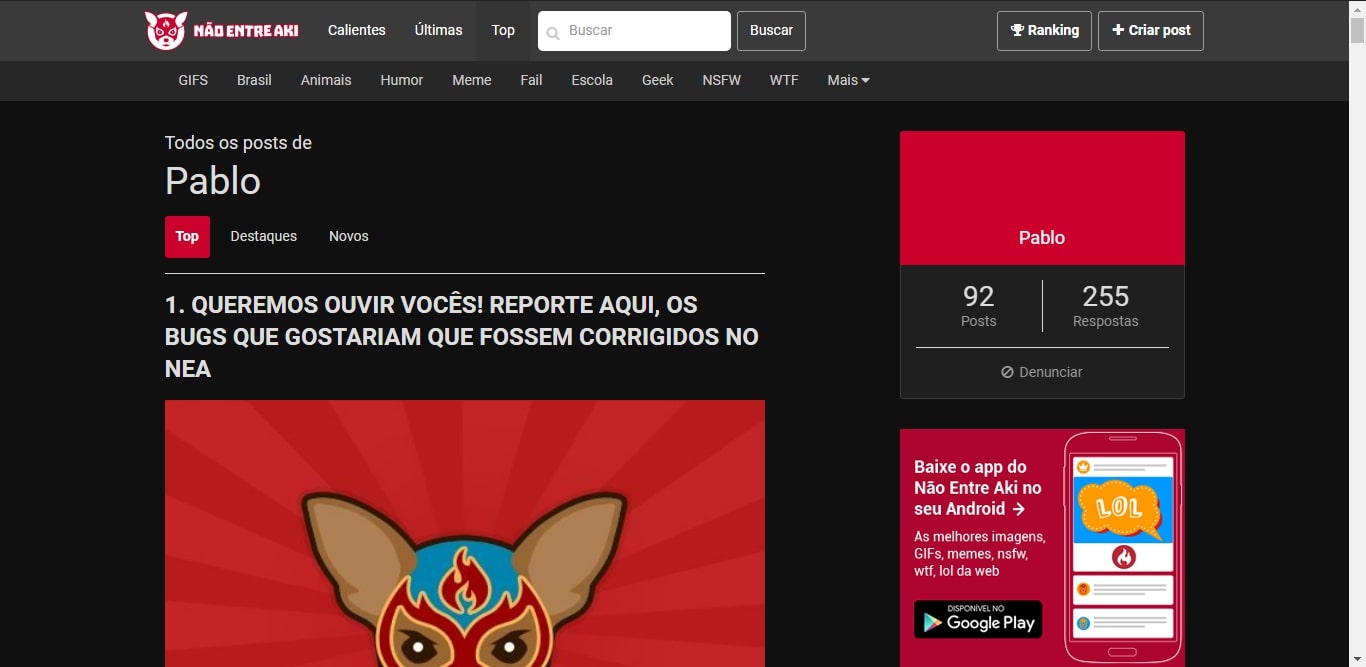 NÃO ENTRE AKI Calientes Últimas Top Buscar Buscar Ranking Criar post
GIFS Brasil Animais Humor Meme Fail Escola Geek NSFW WTF Mais
Todos os posts de
Pablo
Top Destaques Novos
1. QUEREMOS OUVIR VOCÊS! REPORTE AQUI, OS
BUGS QUE GOSTARIAM QUE FOSSEM CORRIGIDOS NO
NEA
Pablo
92 255
Posts Respostas
Denunciar
Baixe o app do
Não Entre Aki no
seu Android →
As melhores imagens,
GIFs, memes, nsfw,
wtf, lol da web
DISPONÍVEL NO
Google Play
LOL